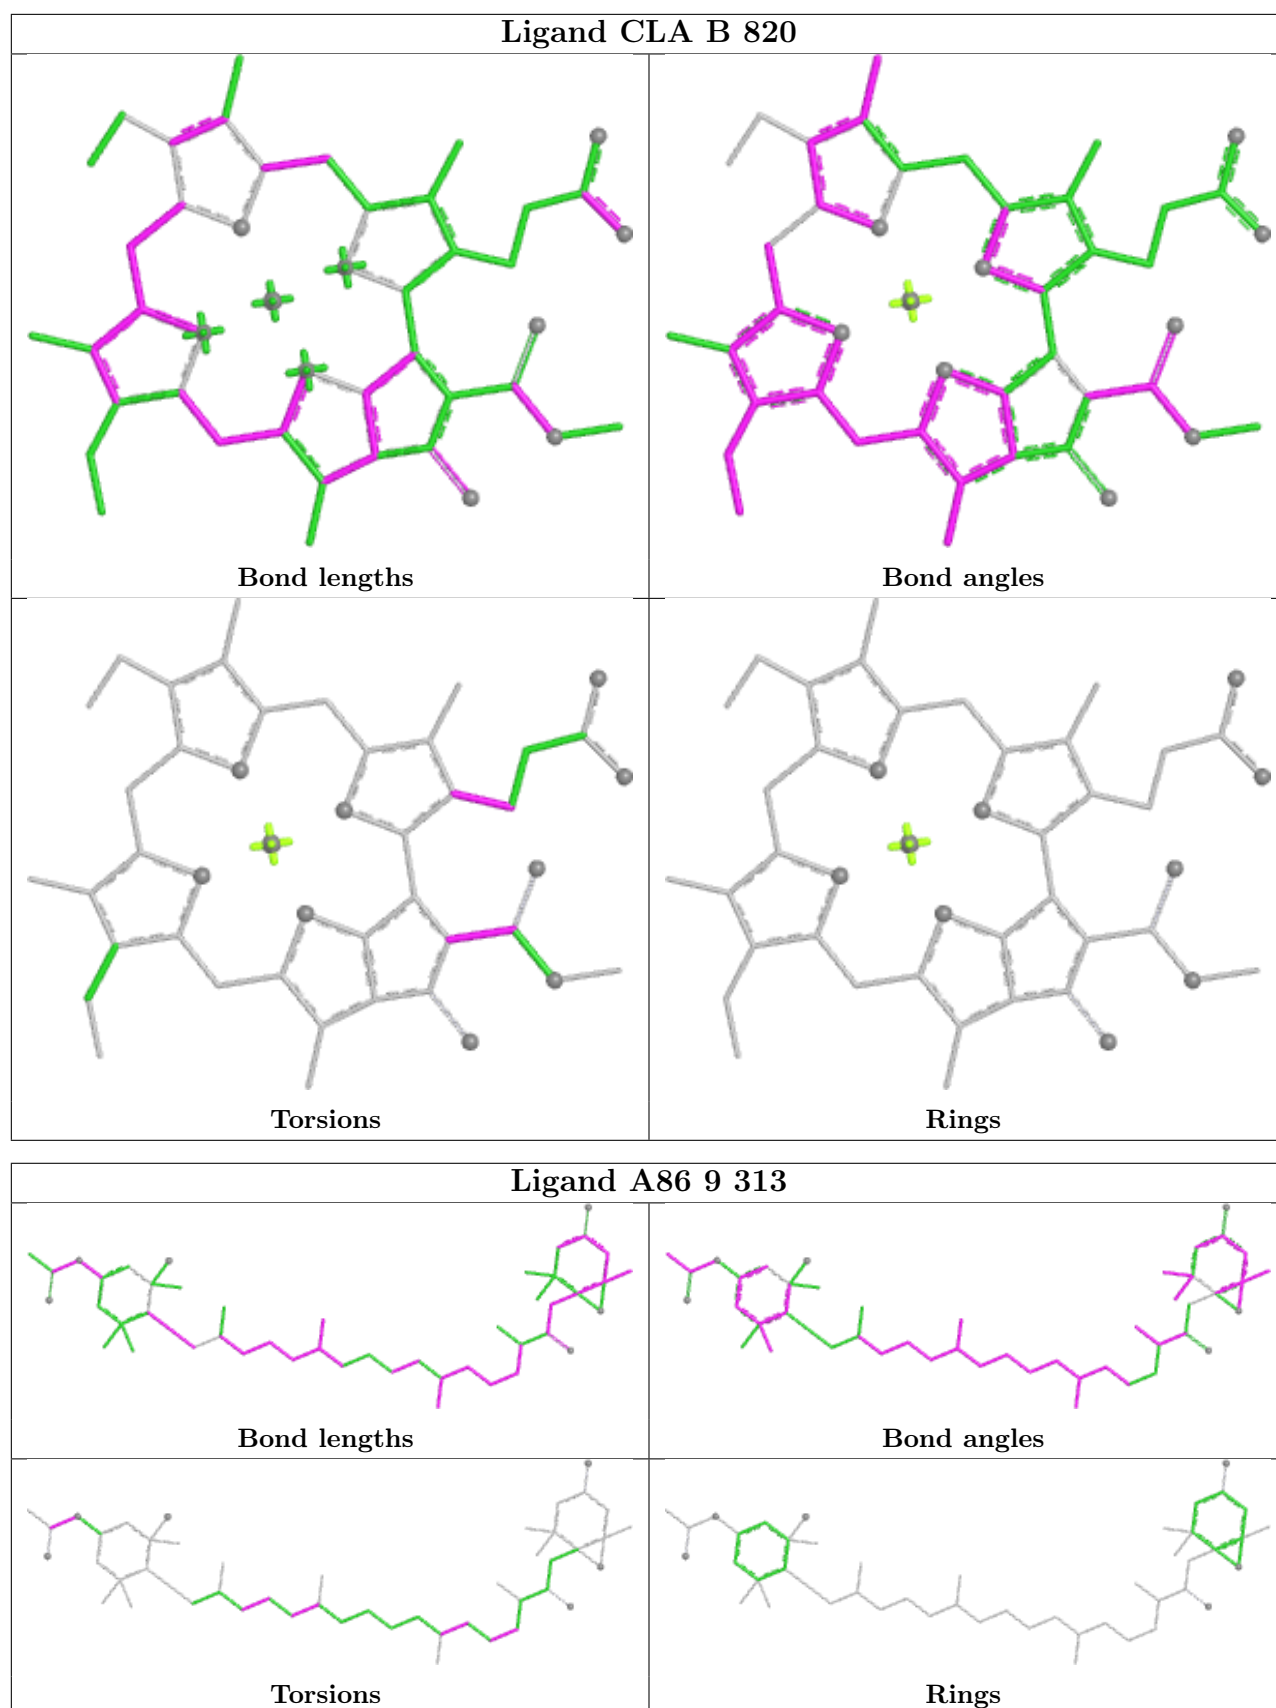 Ligand CLA B 820
Bond lengths
Bond angles
Torsions
Rings
Ligand A86 9 313
Bond lengths
Bond angles
Torsions
Rings